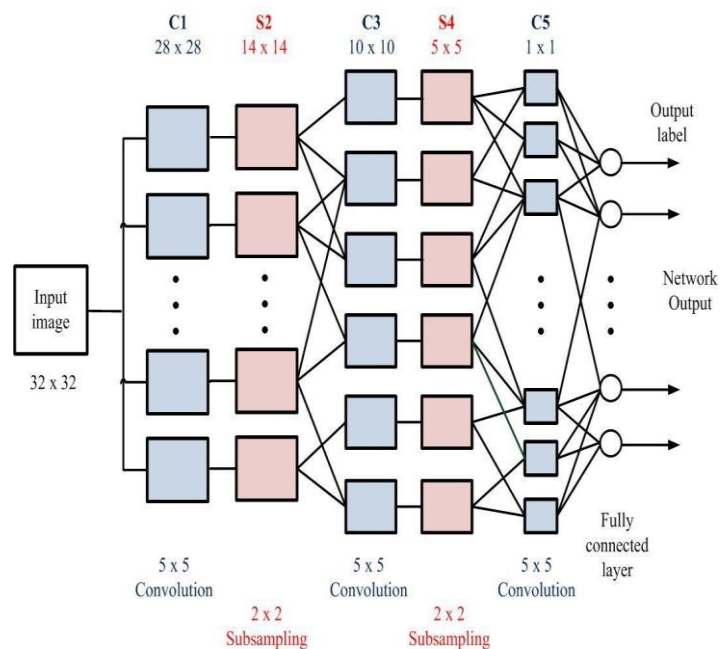 C1
28 x 28
S2
14 x 14
C3
10 x 10
S4
5 x 5
C5
1 x 1
Output
label
Input
image
32 x 32
Network
Output
Fully
connected
layer
5 x 5
Convolution
2 x 2
Subsampling
5 x 5
Convolution
2 x 2
Subsampling
5 x 5
Convolution